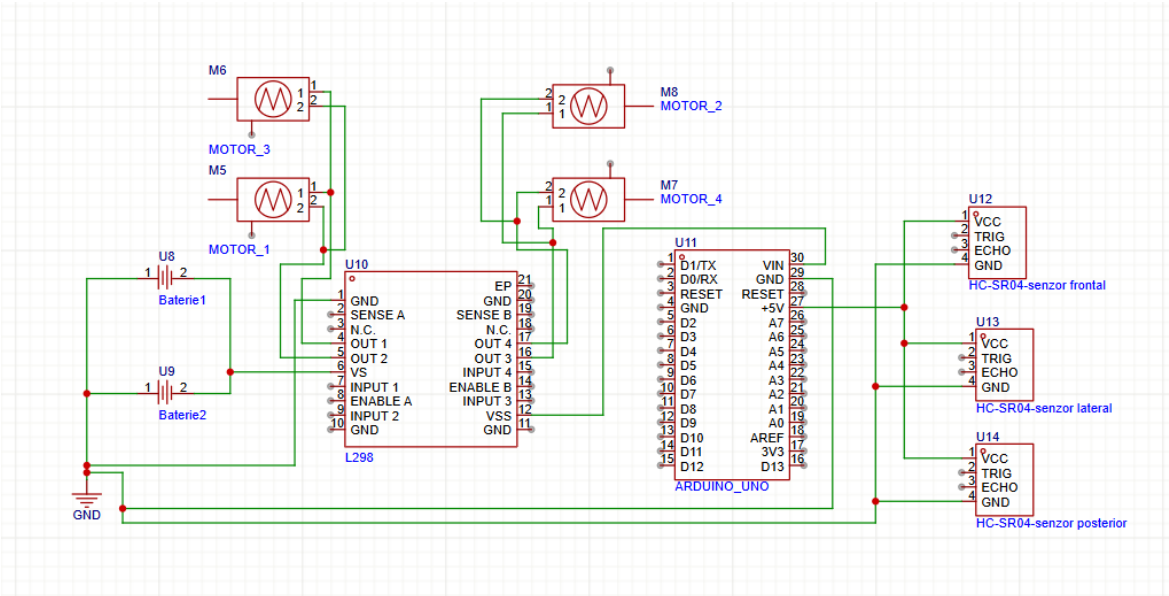 M6
1
1
2
2
MOTOR_3
M5
1
1
2
2
MOTOR_1
2
2
1
1
M8
MOTOR_2
2
2
1
1
M7
MOTOR_4
U8
1
2
Baterie1
U9
1
2
Baterie2
GND
U10
1 GND
2 SENSE A
3 N.C.
4 OUT 1
5 OUT 2
6 VS
7 INPUT 1
8 ENABLE A
9 INPUT 2
10 GND
EP 21
GND 20
SENSE B 19
N.C. 18
OUT 4 17
OUT 3 16
INPUT 4 15
ENABLE B 14
INPUT 3 13
VSS 12
GND 11
L298
U11
1 D1/TX
2 D0/RX
3 RESET
4 GND
5 D2
6 D3
7 D4
8 D5
9 D6
10 D7
11 D8
12 D9
13 D10
14 D11
15 D12
VIN 30
GND 29
RESET 28
+5V 27
A7 26
A6 25
A5 24
A4 23
A3 22
A2 21
A1 20
A0 19
AREF 18
3V3 17
D13 16
ARDUINO_UNO
U12
1 VCC
2 TRIG
3 ECHO
4 GND
HC-SR04-senzor frontal
U13
1 VCC
2 TRIG
3 ECHO
4 GND
HC-SR04-senzor lateral
U14
1 VCC
2 TRIG
3 ECHO
4 GND
HC-SR04-senzor posterior